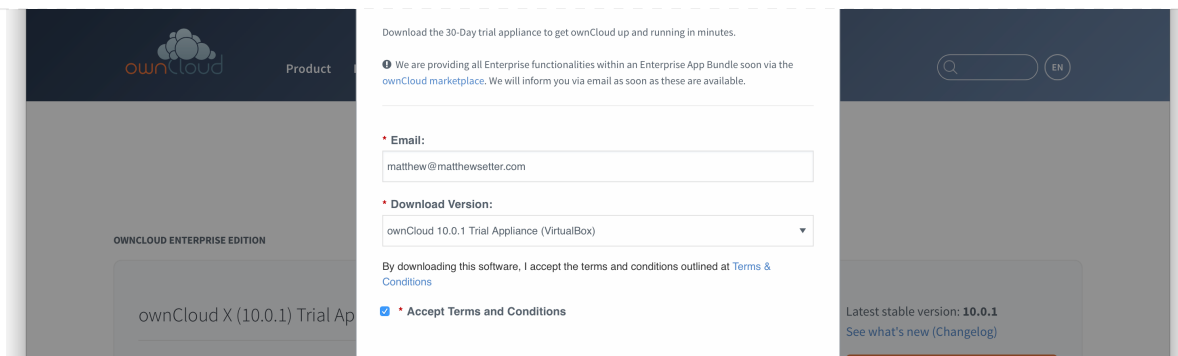 Download the 30-Day trial appliance to get ownCloud up and running in minutes.
ownCloud
Product
EN
We are providing all Enterprise functionalities within an Enterprise App Bundle soon via the
ownCloud marketplace. We will inform you via email as soon as these are available.
* Email:
matthew@matthewsetter.com
* Download Version:
ownCloud 10.0.1 Trial Appliance (VirtualBox)
OWNCLOUD ENTERPRISE EDITION
By downloading this software, I accept the terms and conditions outlined at Terms &
Conditions
* Accept Terms and Conditions
ownCloud X (10.0.1) Trial Ap
Latest stable version: 10.0.1
See what's new (Changelog)